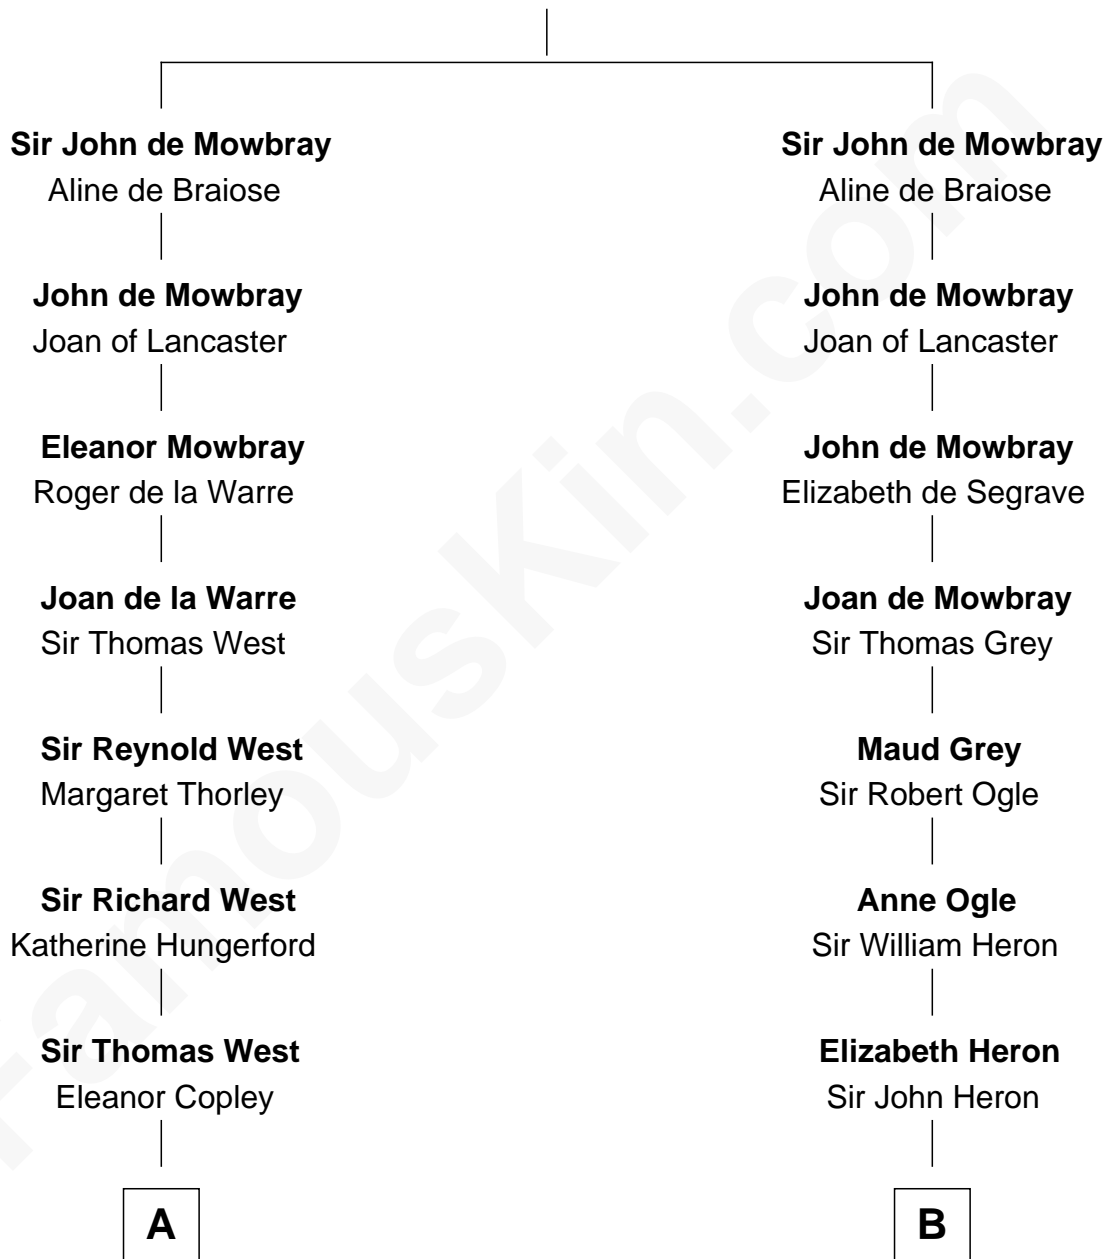 Sir John de Mowbray
Aline de Braiose
John de Mowbray
Joan of Lancaster
Eleanor Mowbray
Roger de la Warre
Joan de la Warre
Sir Thomas West
Sir Reynold West
Margaret Thorley
Sir Richard West
Katherine Hungerford
Sir Thomas West
Eleanor Copley
A
Sir John de Mowbray
Aline de Braiose
John de Mowbray
Joan of Lancaster
John de Mowbray
Elizabeth de Segrave
Joan de Mowbray
Sir Thomas Grey
Maud Grey
Sir Robert Ogle
Anne Ogle
Sir William Heron
Elizabeth Heron
Sir John Heron
B
FamousKin.com